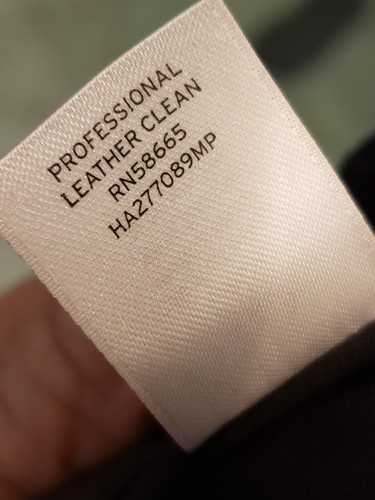 PROFESSIONAL
LEATHER CLEAN
RN58665
HA277089MP